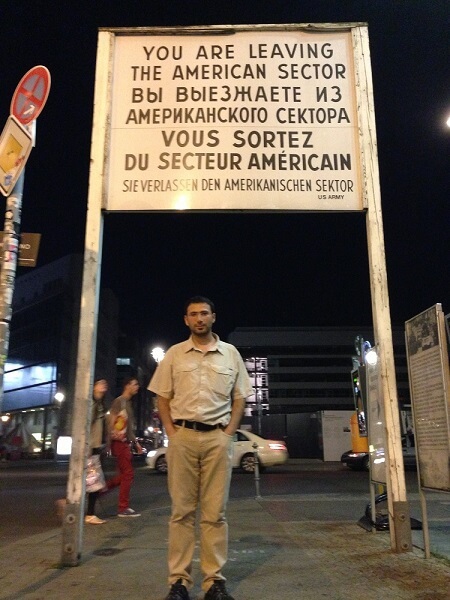 YOU ARE LEAVING
THE AMERICAN SECTOR
ВЫ ВЫЕЗЖАЕТЕ ИЗ
АМЕРИКАНСКОГО СЕКТОРА
VOUS SORTEZ
DU SECTEUR AMÉRICAIN
SIE VERLASSEN DEN AMERIKANISCHEN SEKTOR
US ARMY